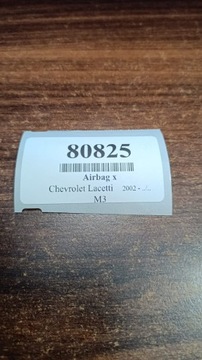 80825
Airbag x
Chevrolet Lacetti 2002 - ...
M3